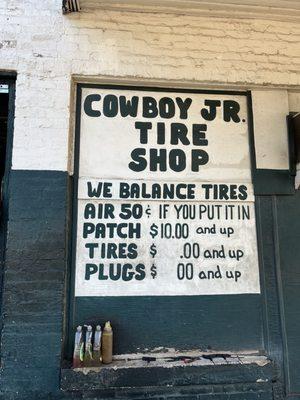 COWBOY JR.
TIRE
SHOP
WE BALANCE TIRES
AIR 50¢ IF YOU PUT IT IN
PATCH $10.00 and up
TIRES $ .00 and up
PLUGS $ 00 and up